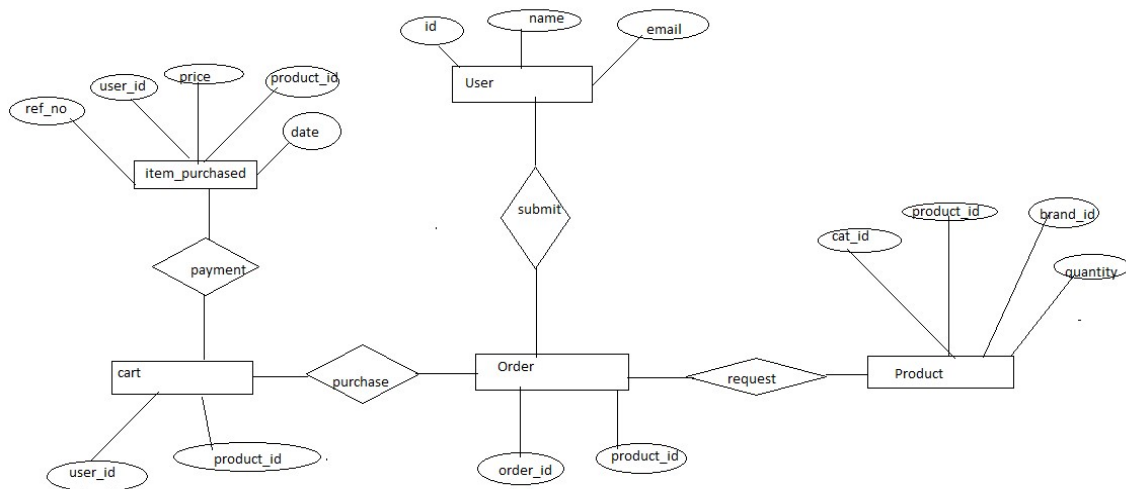 id
name
email
User
user_id
price
product_id
ref_no
date
item_purchased
submit
payment
cat_id
product_id
brand_id
quantity
cart
purchase
Order
request
Product
user_id
product_id
order_id
product_id